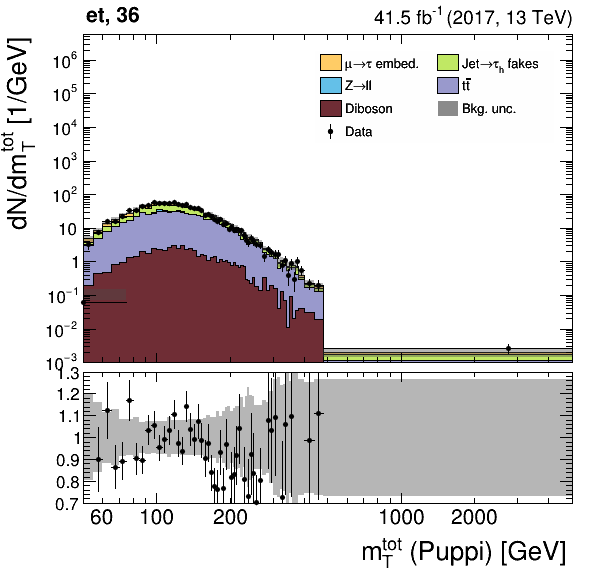 et, 36
41.5 fb⁻¹ (2017, 13 TeV)
dN/dm_T^tot [1/GeV]
μ→τ embed.
Jet→τ_h fakes
Z→ll
tt̄
Diboson
Bkg. unc.
Data
10⁶
10⁵
10⁴
10³
10²
10
1
10⁻¹
10⁻²
10⁻³
1.3
1.2
1.1
1
0.9
0.8
0.7
60
100
200
1000
2000
m_T^tot (Puppi) [GeV]